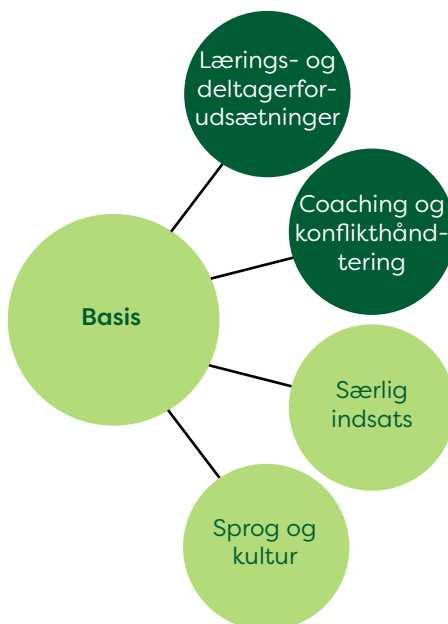 Lærings- og
deltagerfor-
udsætninger
Coaching og
konflikthånd-
tering
Basis
Særlig
indsats
Sprog og
kultur